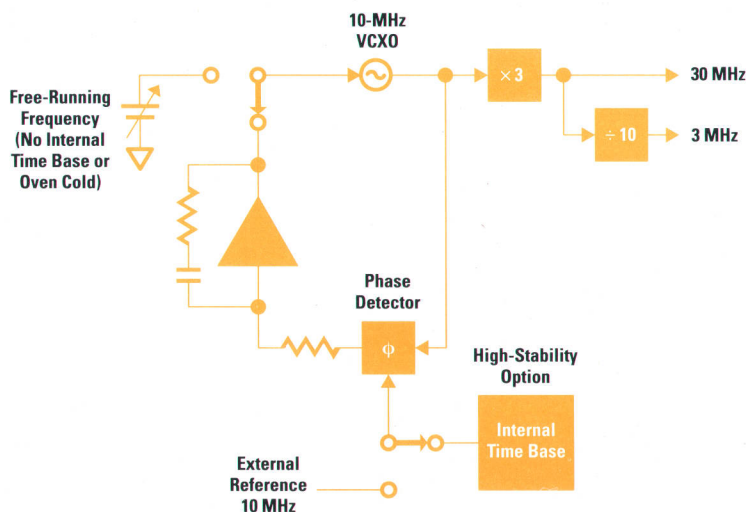 10-MHz
VCXO
× 3
30 MHz
÷ 10
3 MHz
Free-Running
Frequency
(No Internal
Time Base or
Oven Cold)
Phase
Detector
ϕ
High-Stability
Option
Internal
Time Base
External
Reference
10 MHz